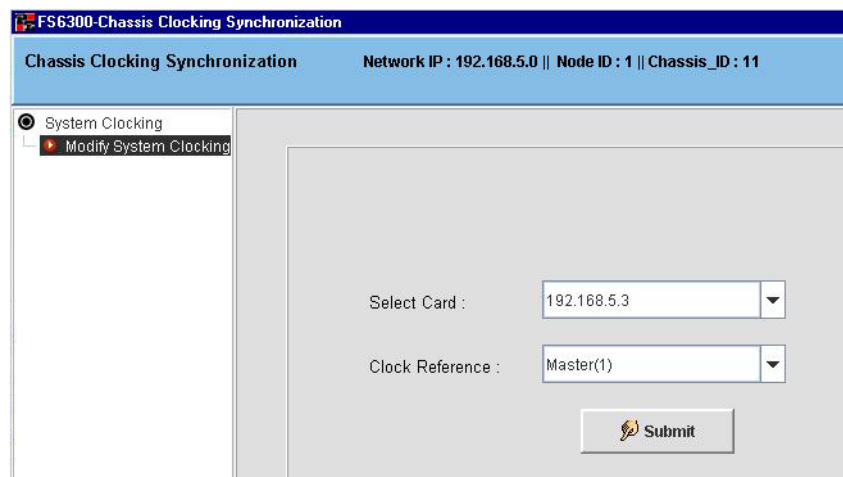 FS6300-Chassis Clocking Synchronization
Chassis Clocking Synchronization Network IP : 192.168.5.0 || Node ID : 1 || Chassis_ID : 11
System Clocking
Modify System Clocking
Select Card : 192.168.5.3
Clock Reference : Master(1)
Submit